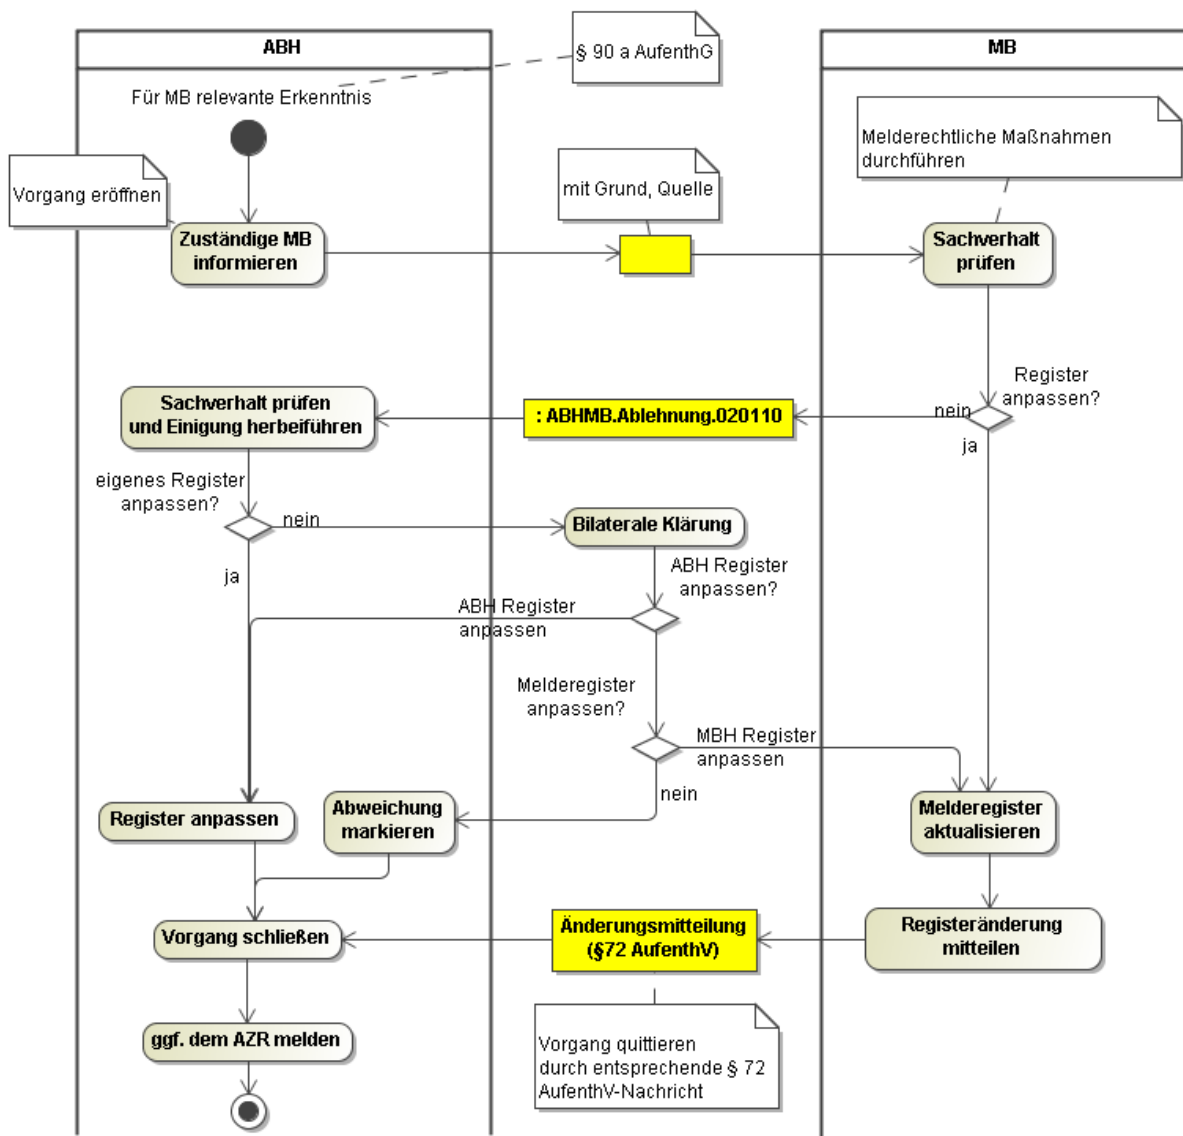 ABH
MB
§ 90 a AufenthG
Für MB relevante Erkenntnis
Melderechtliche Maßnahmen
durchführen
Vorgang eröffnen
mit Grund, Quelle
Zuständige MB
informieren
Sachverhalt
prüfen
Register
anpassen?
nein
ja
: ABHMB.Ablehnung.020110
Sachverhalt prüfen
und Einigung herbeiführen
eigenes Register
anpassen?
nein
ja
Bilaterale Klärung
ABH Register
anpassen?
ABH Register
anpassen
Melderegister
anpassen?
MBH Register
anpassen
nein
Register anpassen
Abweichung
markieren
Melderegister
aktualisieren
Vorgang schließen
Änderungsmitteilung
(§72 AufenthV)
Registeränderung
mitteilen
ggf. dem AZR melden
Vorgang quittieren
durch entsprechende § 72
AufenthV-Nachricht